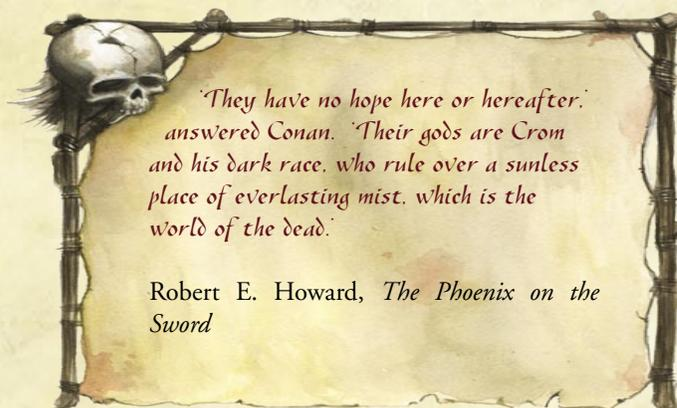 'They have no hope here or hereafter,'
answered Conan. 'Their gods are Crom
and his dark race, who rule over a sunless
place of everlasting mist, which is the
world of the dead.'
Robert E. Howard, The Phoenix on the
Sword